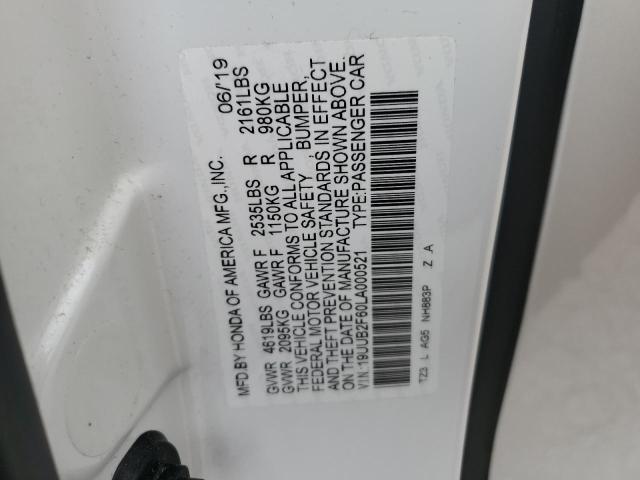 MFD.BY HONDA OF AMERICA MFG.,INC. 06/'19
GVWR 4619LBS GAWR F 2535LBS R 2161LBS
GVWR 2095KG GAWR F 1150KG R 980KG
THIS VEHICLE CONFORMS TO ALL APPLICABLE
FEDERAL MOTOR VEHICLE SAFETY , BUMPER,
AND THEFT PREVENTION STANDARDS IN EFFECT
ON THE DATE OF MANUFACTURE SHOWN ABOVE.
V.I.N: 19UUB2F60LA000521 TYPE:PASSENGER CAR
TZ3 L AG5 NH883P Z A